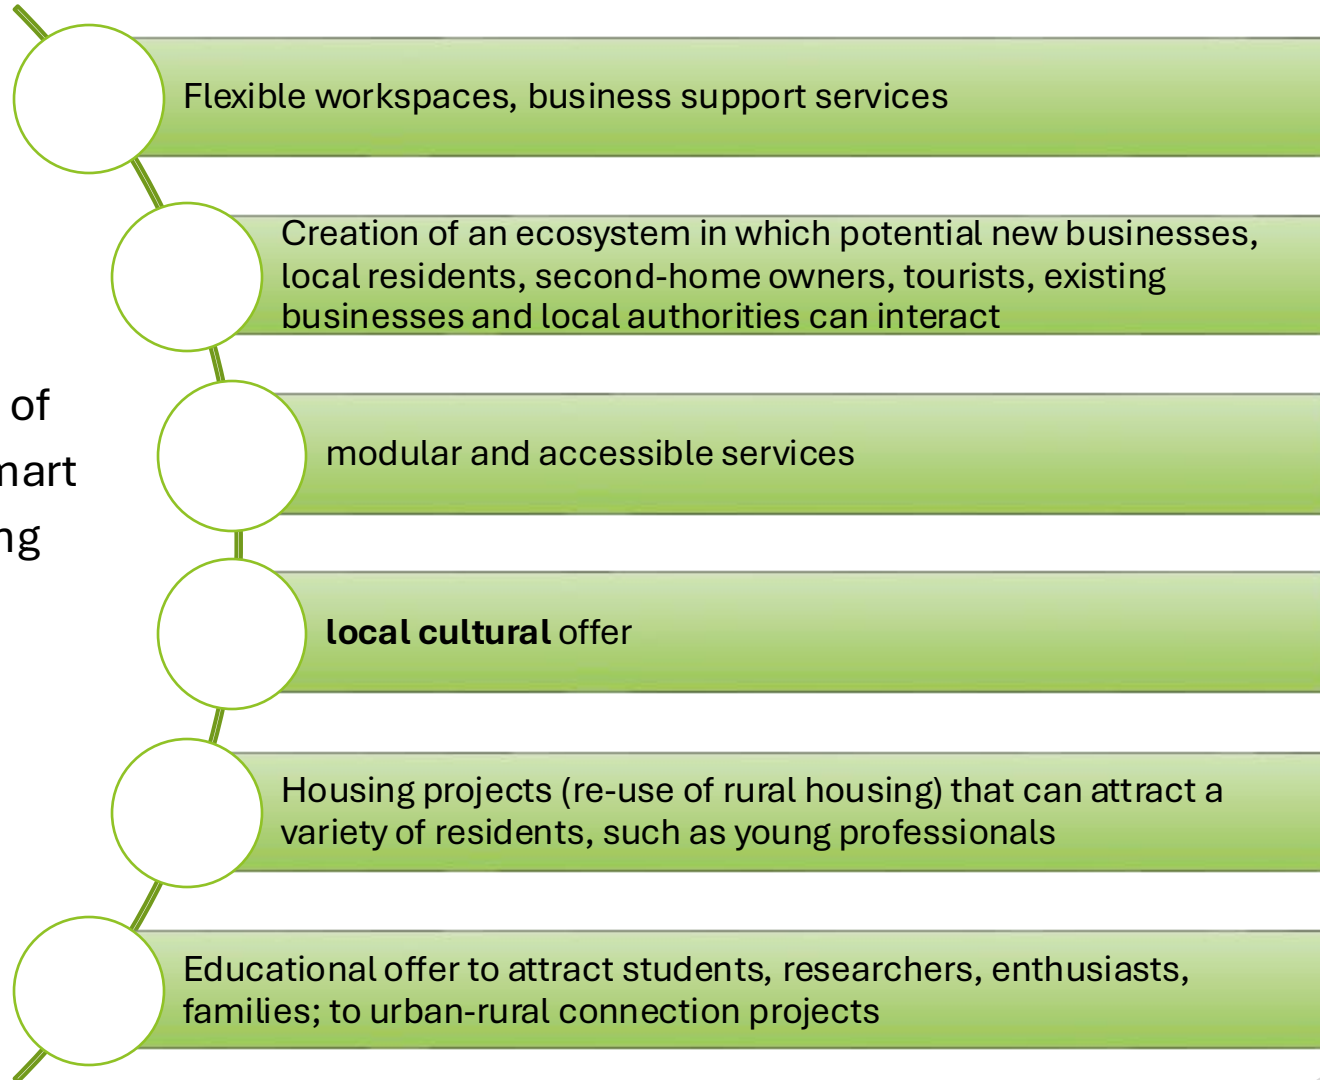 Flexible workspaces, business support services
Creation of an ecosystem in which potential new businesses,
local residents, second-home owners, tourists, existing
businesses and local authorities can interact
of
modular and accessible services
local cultural offer
Housing projects (re-use of rural housing) that can attract a
variety of residents, such as young professionals
Educational offer to attract students, researchers, enthusiasts,
families; to urban-rural connection projects